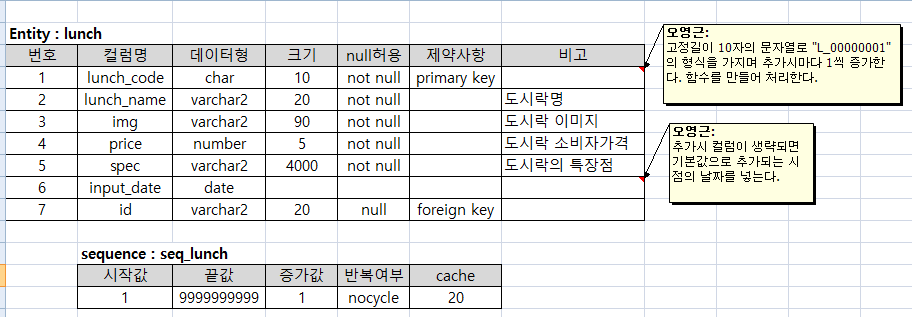 Entity : lunch
번호 컬럼명 데이터형 크기 null허용 제약사항 비고
1 lunch_code char 10 not null primary key
2 lunch_name varchar2 20 not null 도시락명
3 img varchar2 90 not null 도시락 이미지
4 price number 5 not null 도시락 소비자가격
5 spec varchar2 4000 not null 도시락의 특장점
6 input_date date
7 id varchar2 20 null foreign key
오영근:
고정길이 10자의 문자열로 "L_00000001"
의 형식을 가지며 추가시마다 1씩 증가한
다. 함수를 만들어 처리한다.
오영근:
추가시 컬럼이 생략되면
기본값으로 추가되는 시
점의 날짜를 넣는다.
sequence : seq_lunch
시작값 끝값 증가값 반복여부 cache
1 9999999999 1 nocycle 20